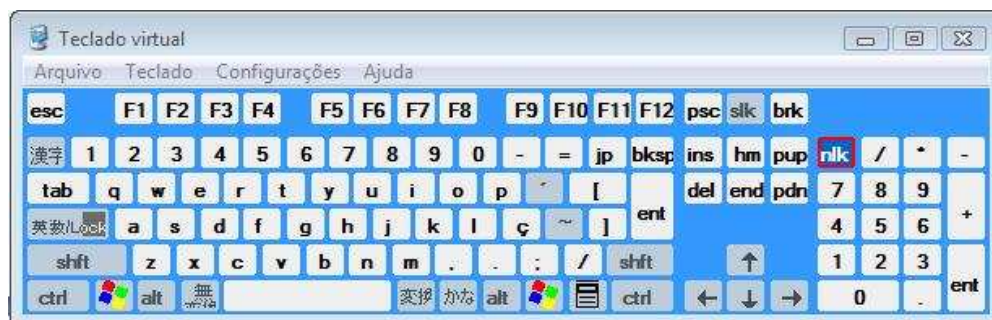 Teclado virtual
Arquivo Teclado Configurações Ajuda
esc F1 F2 F3 F4 F5 F6 F7 F8 F9 F10 F11 F12 psc slk brk
漢字 1 2 3 4 5 6 7 8 9 0 - = jp bksp ins hm pup nlk / * -
tab q w e r t y u i o p ´ [ ent del end pdn 7 8 9 +
英数/Lock a s d f g h j k l ç ~ ] 4 5 6
shft z x c v b n m , . ; / shft ↑ 1 2 3 ent
ctrl alt 変換 かな alt ctrl ← ↓ → 0 .